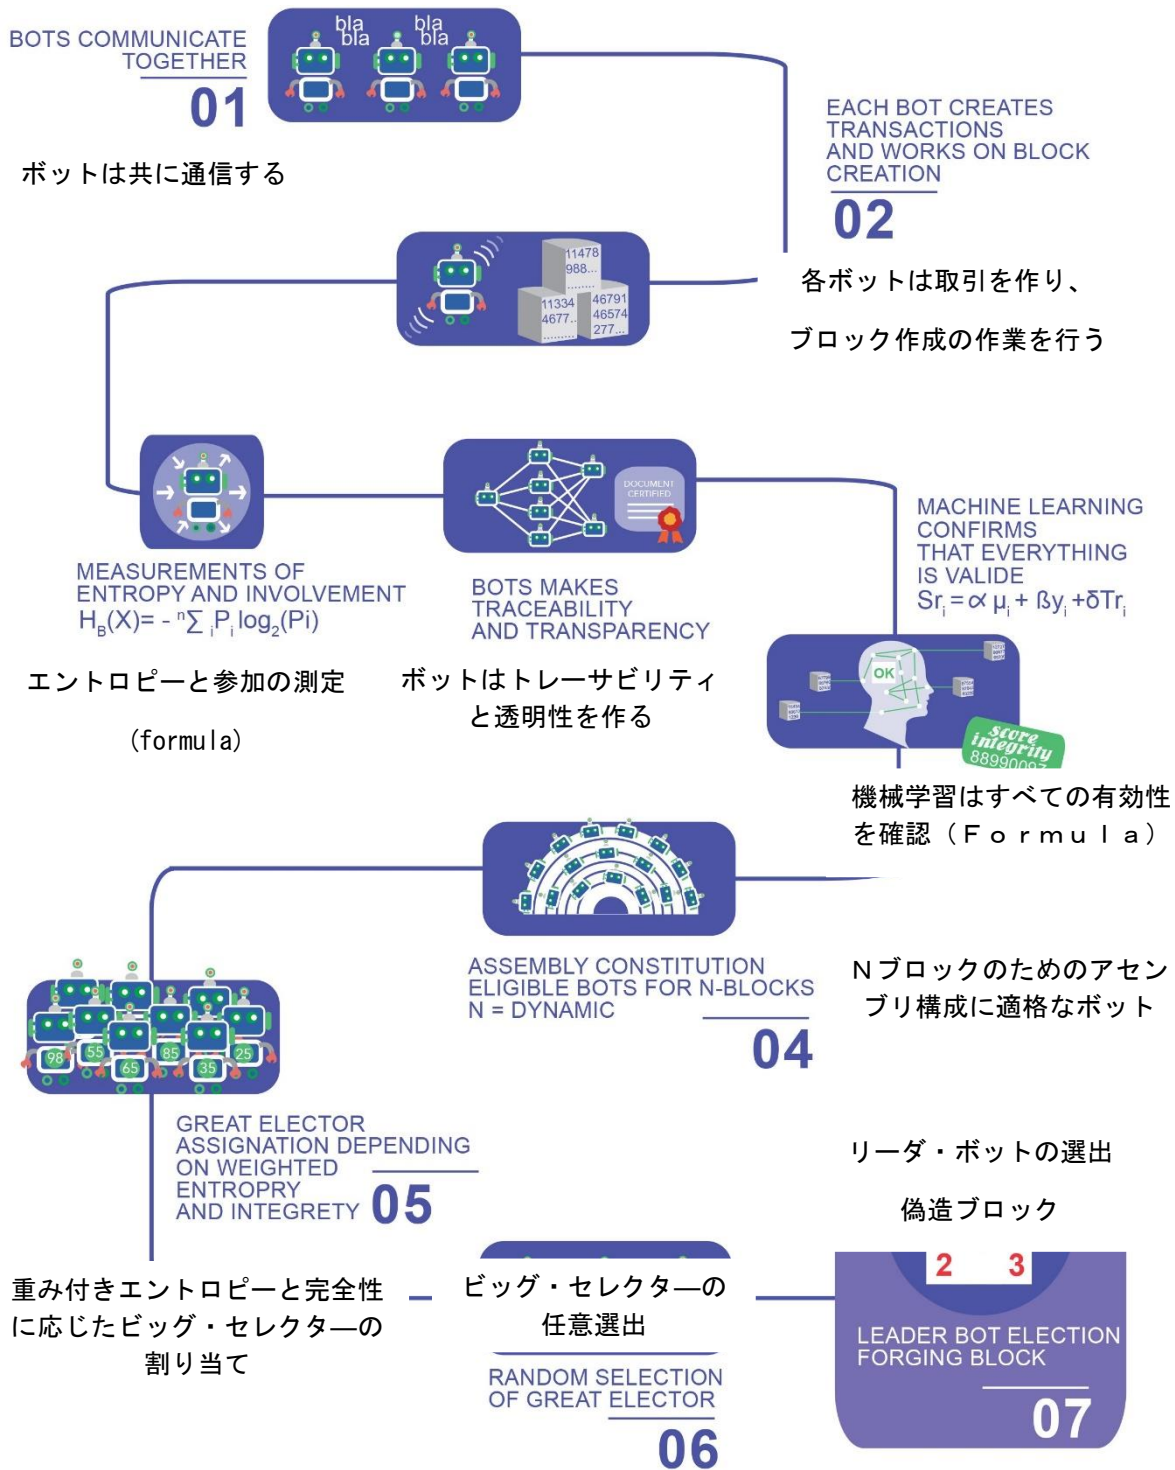 bla
bla
bla
bla
BOTS COMMUNICATE
TOGETHER
01
ボットは共に通信する
EACH BOT CREATES
TRANSACTIONS
AND WORKS ON BLOCK
CREATION
02
各ボットは取引を作り、
ブロック作成の作業を行う
11478
988...
........
11334
4677..
.........
46791
46574
277...
........
MEASUREMENTS OF
ENTROPY AND INVOLVEMENT
H_B(X)= - ⁿ∑ ᵢPᵢ log₂(Pi)
エントロピーと参加の測定
(formula)
DOCUMENT
CERTIFIED
BOTS MAKES
TRACEABILITY
AND TRANSPARENCY
ボットはトレーサビリティ
と透明性を作る
MACHINE LEARNING
CONFIRMS
THAT EVERYTHING
IS VALIDE
Srᵢ = ∝ µᵢ + ßyᵢ +δTrᵢ
OK
score
integrity
機械学習はすべての有効性
を確認（Ｆｏｒｍｕｌａ）
ASSEMBLY CONSTITUTION
ELIGIBLE BOTS FOR N-BLOCKS
N = DYNAMIC
04
Ｎブロックのためのアセン
ブリ構成に適格なボット
98
55
65
85
35
25
GREAT ELECTOR
ASSIGNATION DEPENDING
ON WEIGHTED
ENTROPRY
AND INTEGRETY
05
重み付きエントロピーと完全性
に応じたビッグ・セレクタ―の
割り当て
ビッグ・セレクタ―の
任意選出
RANDOM SELECTION
OF GREAT ELECTOR
06
リーダ・ボットの選出
偽造ブロック
2 3
LEADER BOT ELECTION
FORGING BLOCK
07